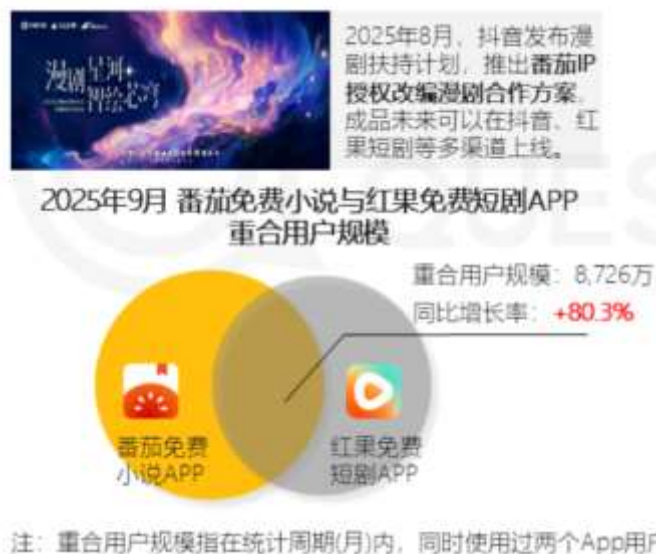 漫剧星河
智绘芯湾
2025年8月，抖音发布漫
剧扶持计划，推出番茄IP
授权改编漫剧合作方案，
成品未来可以在抖音、红
果短剧等多渠道上线。
2025年9月 番茄免费小说与红果免费短剧APP
重合用户规模
重合用户规模：8,726万
同比增长率：+80.3%
番茄免费
小说APP
红果免费
短剧APP
注：重合用户规模指在统计周期(月)内，同时使用过两个App用户